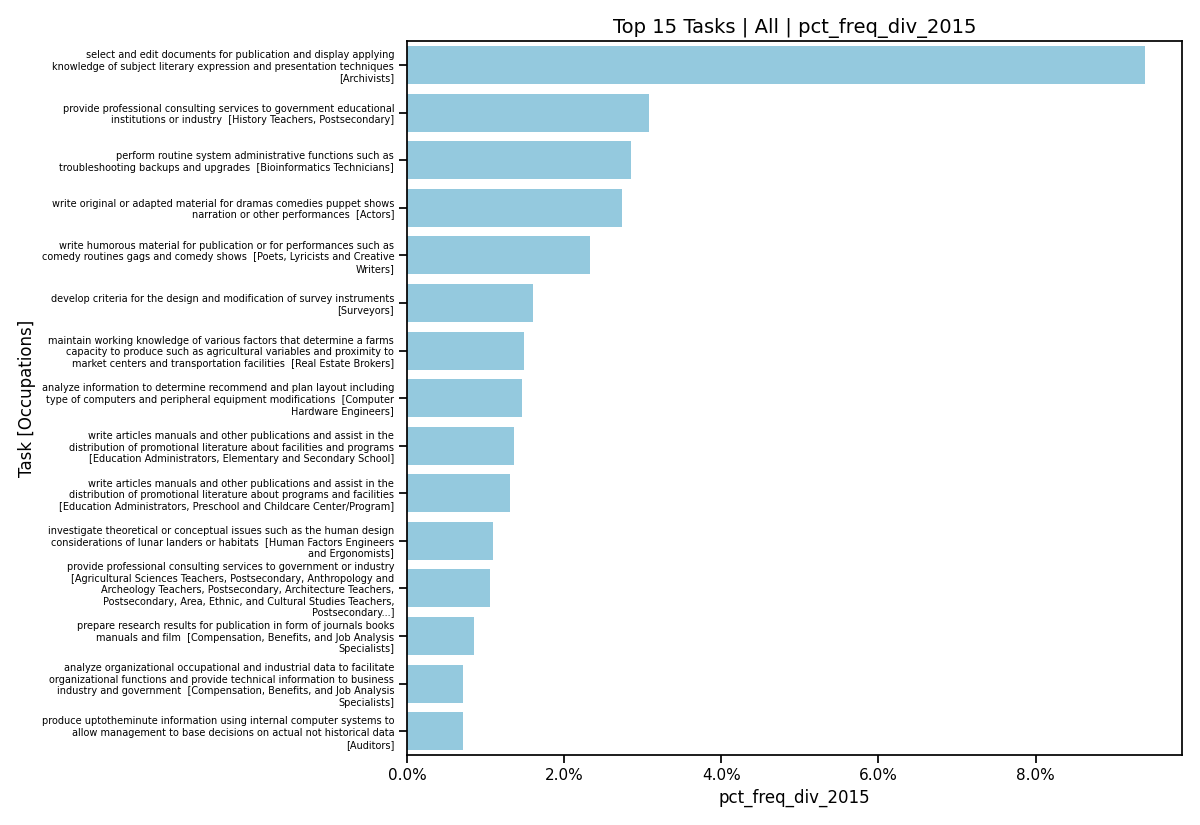 Top 15 Tasks | All | pct_freq_div_2015
select and edit documents for publication and display applying
knowledge of subject literary expression and presentation techniques
[Archivists]
provide professional consulting services to government educational
institutions or industry  [History Teachers, Postsecondary]
perform routine system administrative functions such as
troubleshooting backups and upgrades  [Bioinformatics Technicians]
write original or adapted material for dramas comedies puppet shows
narration or other performances  [Actors]
write humorous material for publication or for performances such as
comedy routines gags and comedy shows  [Poets, Lyricists and Creative
Writers]
develop criteria for the design and modification of survey instruments
[Surveyors]
maintain working knowledge of various factors that determine a farms
capacity to produce such as agricultural variables and proximity to
market centers and transportation facilities  [Real Estate Brokers]
analyze information to determine recommend and plan layout including
type of computers and peripheral equipment modifications  [Computer
Hardware Engineers]
write articles manuals and other publications and assist in the
distribution of promotional literature about facilities and programs
[Education Administrators, Elementary and Secondary School]
write articles manuals and other publications and assist in the
distribution of promotional literature about programs and facilities
[Education Administrators, Preschool and Childcare Center/Program]
investigate theoretical or conceptual issues such as the human design
considerations of lunar landers or habitats  [Human Factors Engineers
and Ergonomists]
provide professional consulting services to government or industry
[Agricultural Sciences Teachers, Postsecondary, Anthropology and
Archeology Teachers, Postsecondary, Architecture Teachers,
Postsecondary, Area, Ethnic, and Cultural Studies Teachers,
Postsecondary...]
prepare research results for publication in form of journals books
manuals and film  [Compensation, Benefits, and Job Analysis
Specialists]
analyze organizational occupational and industrial data to facilitate
organizational functions and provide technical information to business
industry and government  [Compensation, Benefits, and Job Analysis
Specialists]
produce uptotheminute information using internal computer systems to
allow management to base decisions on actual not historical data
[Auditors]
Task [Occupations]
0.0% 2.0% 4.0% 6.0% 8.0%
pct_freq_div_2015